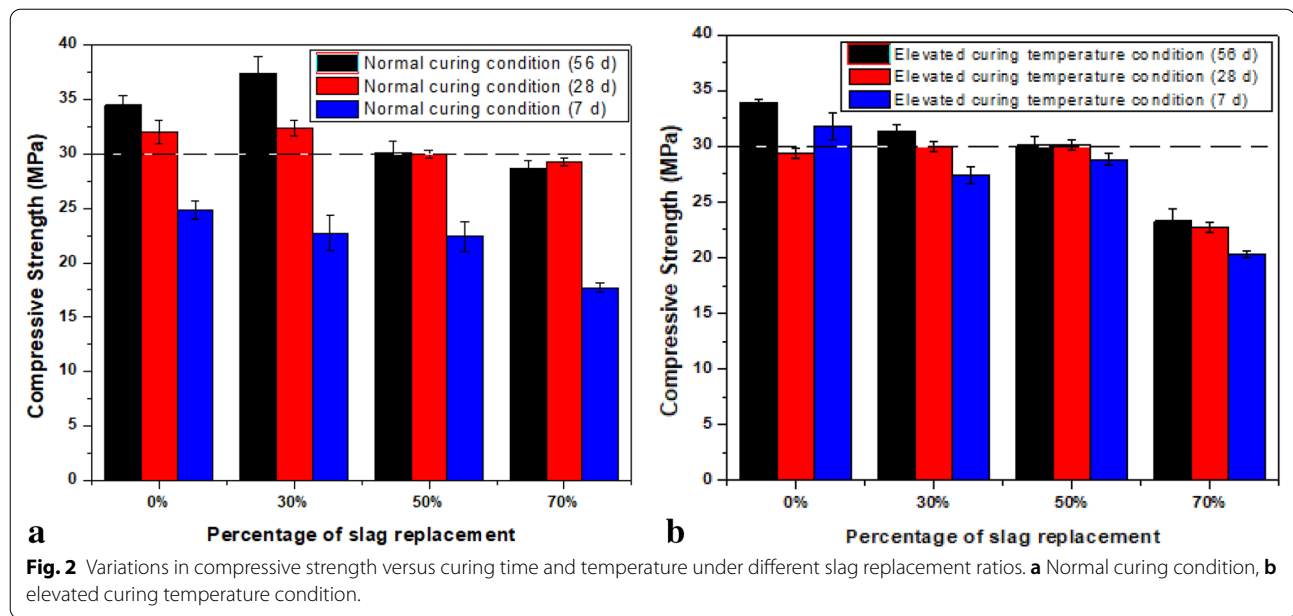 40
35
30
25
20
15
10
5
0
Compressive Strength (MPa)
Normal curing condition (56 d)
Normal curing condition (28 d)
Normal curing condition (7 d)
0%
30%
50%
70%
Percentage of slag replacement
a
40
35
30
25
20
15
10
5
0
Compressive Strength (MPa)
Elevated curing temperature condition (56 d)
Elevated curing temperature condition (28 d)
Elevated curing temperature condition (7 d)
0%
30%
50%
70%
Percentage of slag replacement
b
Fig. 2 Variations in compressive strength versus curing time and temperature under different slag replacement ratios. a Normal curing condition, b
elevated curing temperature condition.